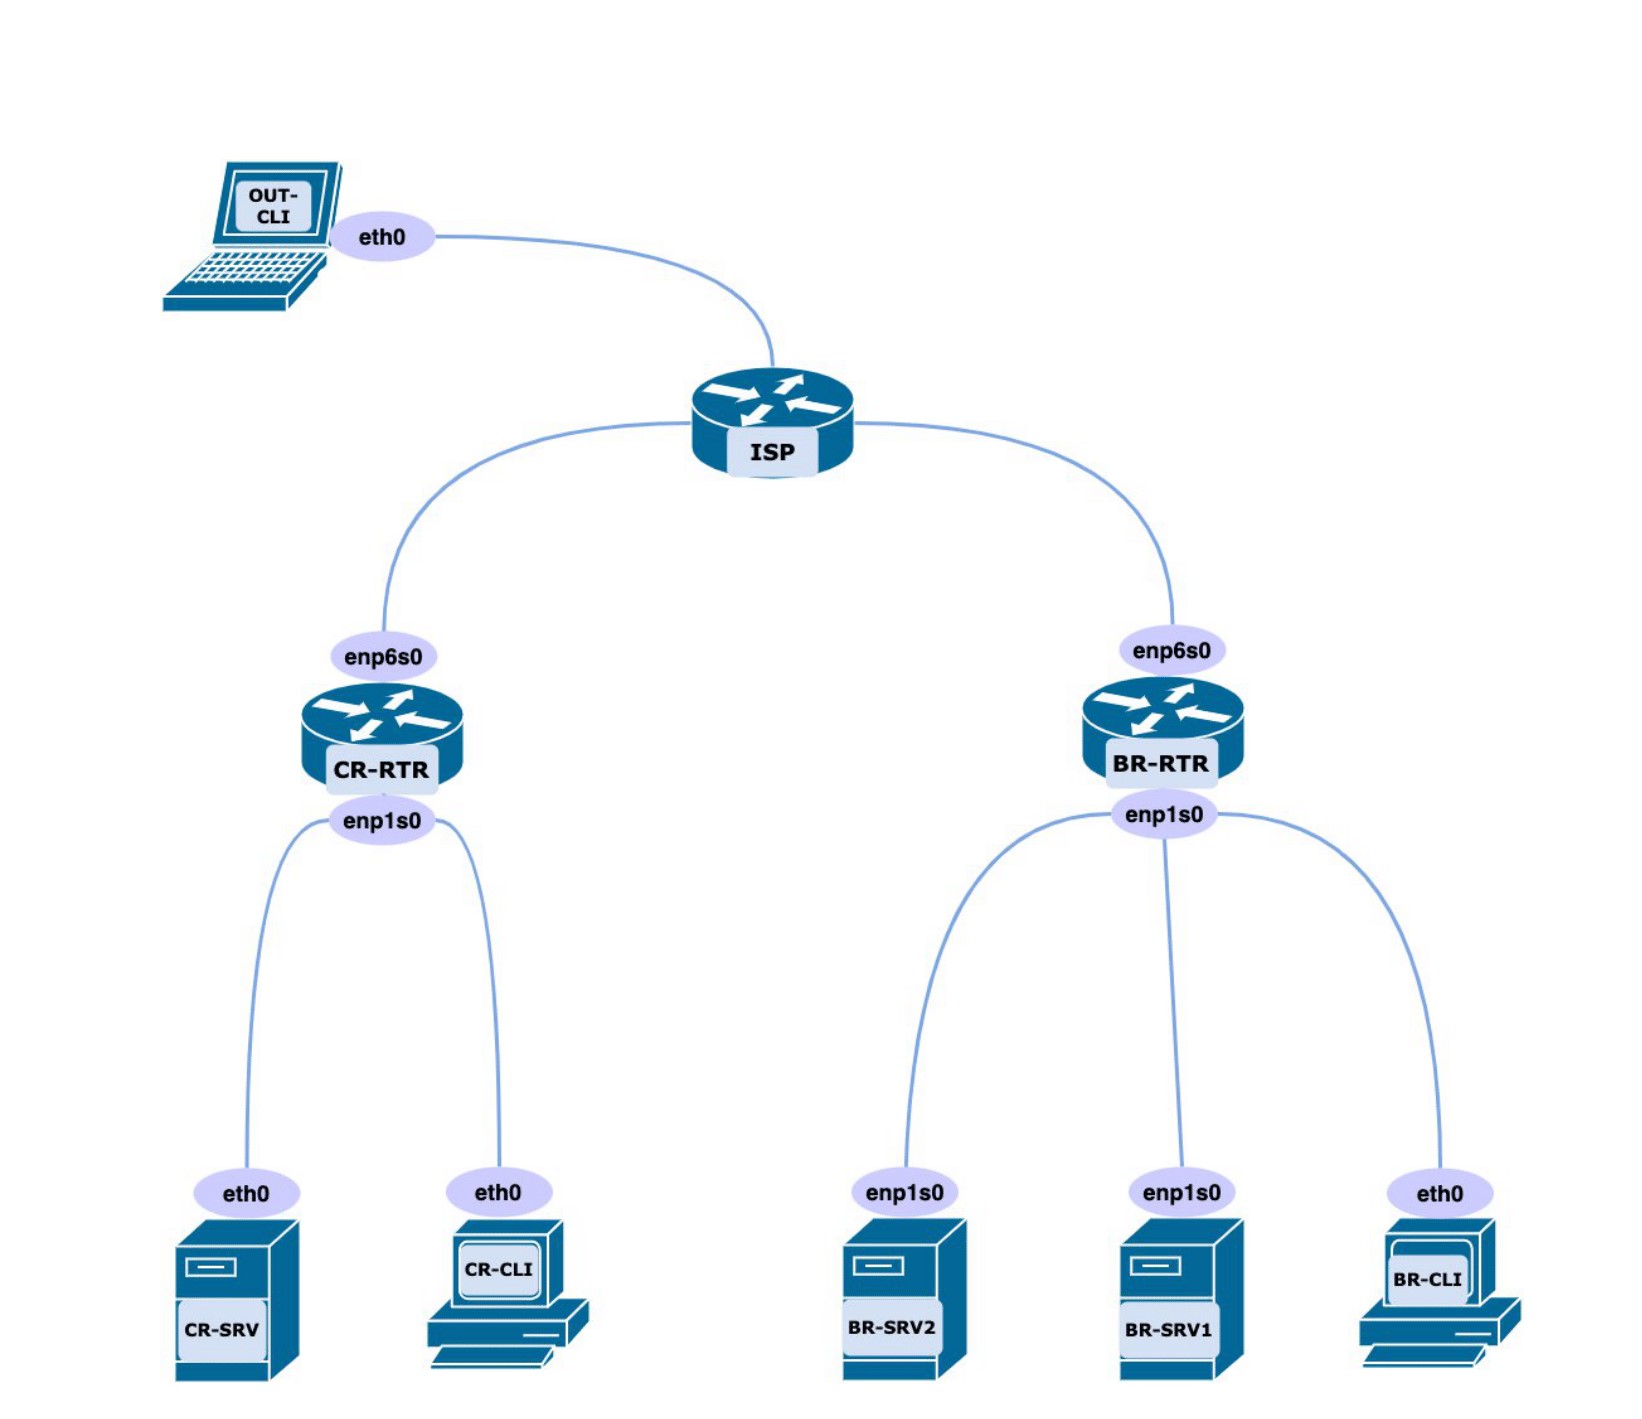 OUT-
CLI
eth0
ISP
enp6s0
enp6s0
CR-RTR
BR-RTR
enp1s0
enp1s0
eth0
eth0
enp1s0
enp1s0
eth0
CR-SRV
CR-CLI
BR-SRV2
BR-SRV1
BR-CLI